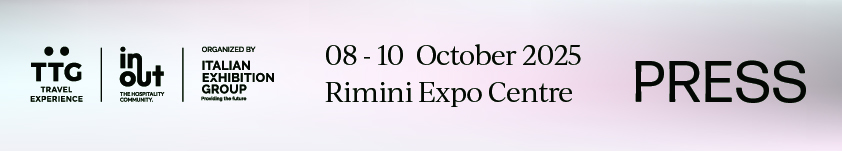 TTG
TRAVEL
EXPERIENCE
in
out
THE HOSPITALITY
COMMUNITY.
ORGANIZED BY
ITALIAN
EXHIBITION
GROUP
Providing the future
08 - 10 October 2025
Rimini Expo Centre
PRESS